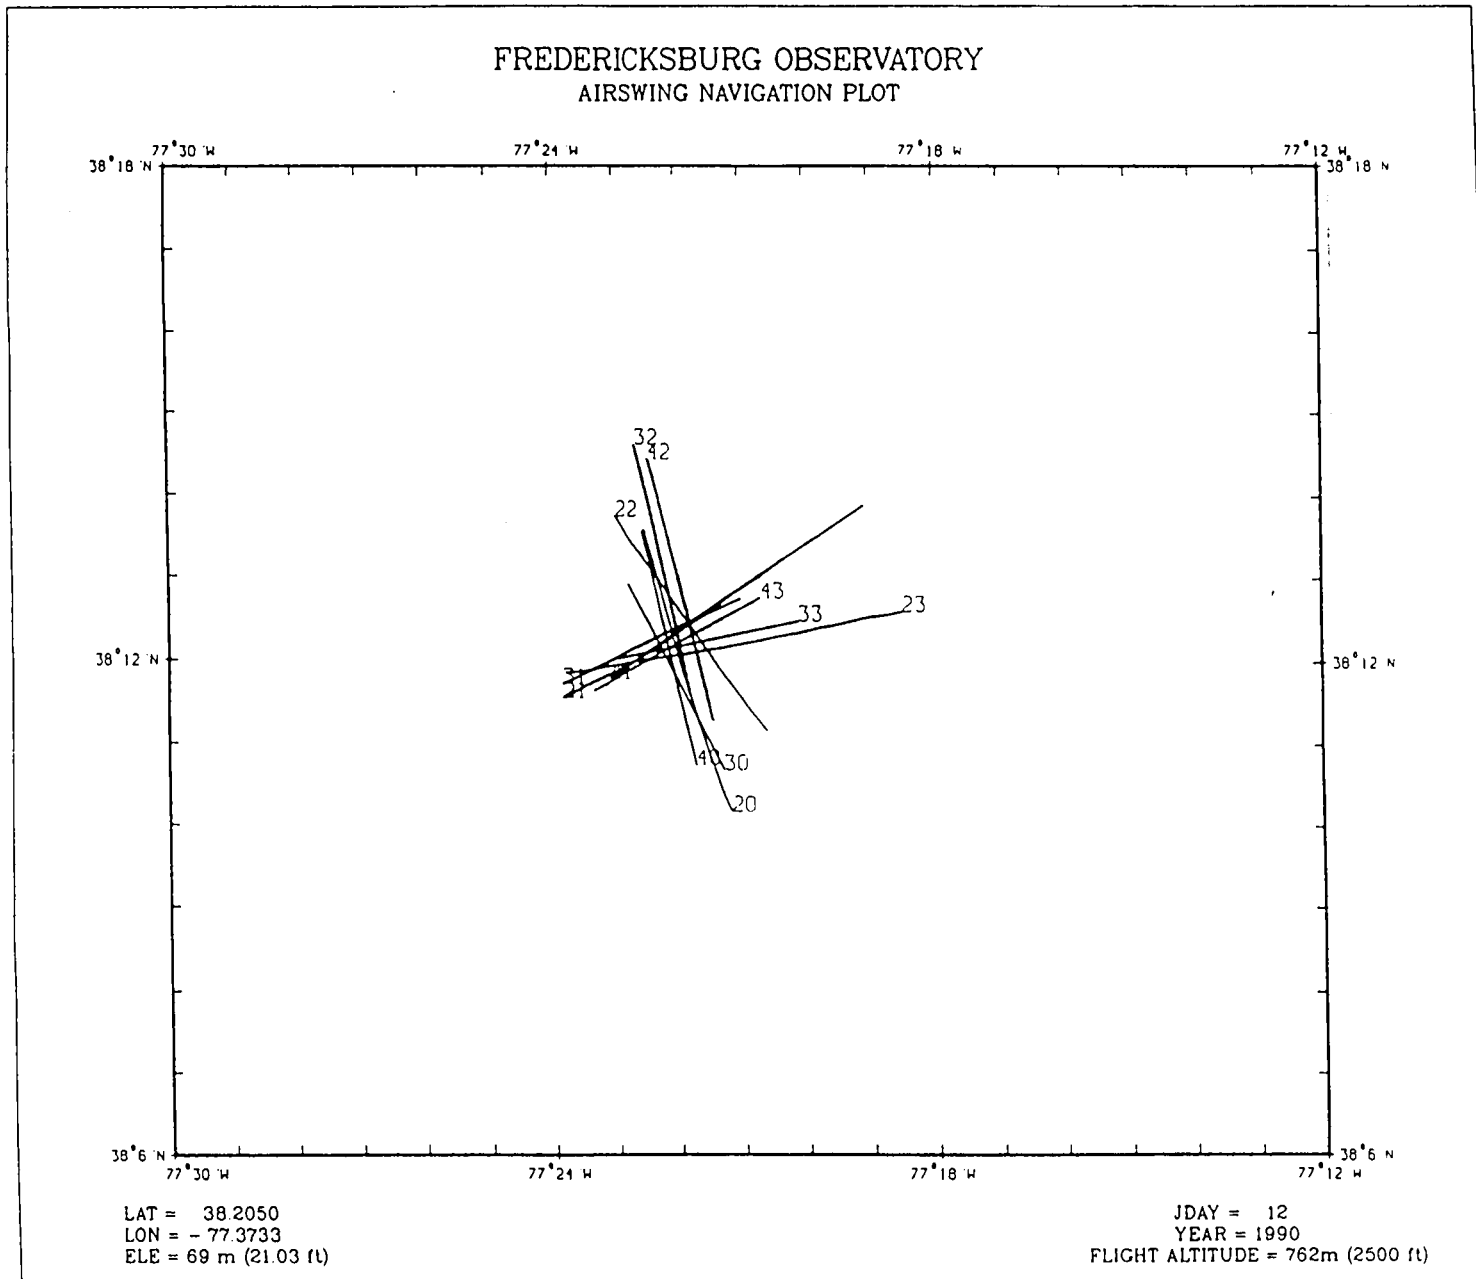 FREDERICKSBURG OBSERVATORY
AIRSWING NAVIGATION PLOT
77°30 W 77°24 W 77°18 W 77°12 W
38°18 N 38°18 N
32
42
22
43
33
23
38°12 N 38°12 N
31
21
40
30
20
38°6 N 38°6 N
77°30 W 77°24 W 77°18 W 77°12 W
LAT = 38.2050
LON = - 77.3733
ELE = 69 m (21.03 ft)
JDAY = 12
YEAR = 1990
FLIGHT ALTITUDE = 762m (2500 ft)